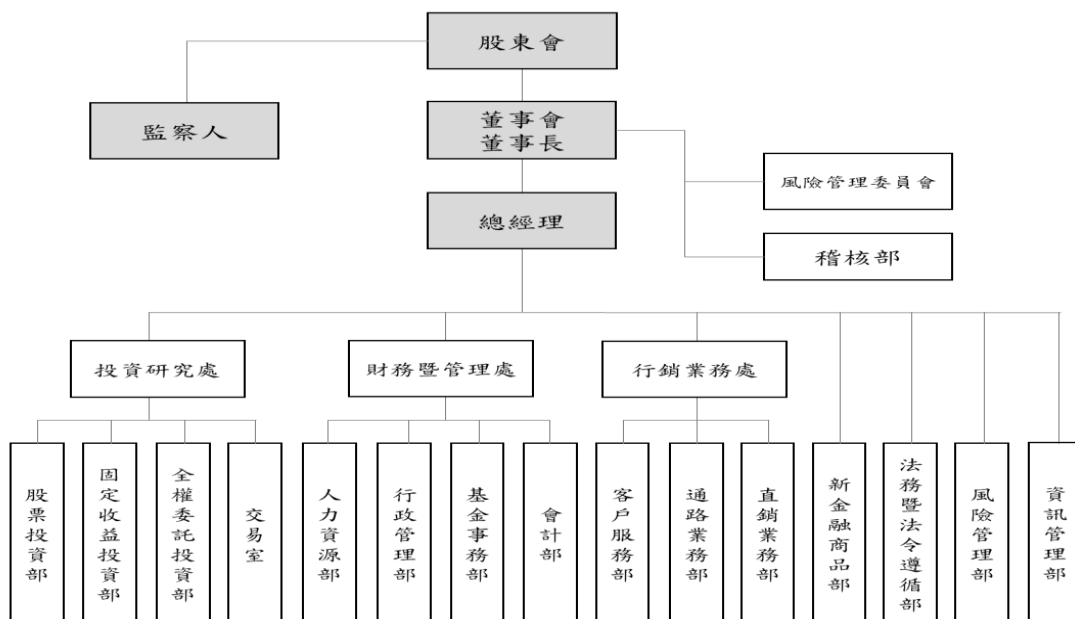 股東會
監察人
董事會
董事長
風險管理委員會
總經理
稽核部
投資研究處
財務暨管理處
行銷業務處
股票投資部
固定收益投資部
全權委託投資部
交易室
人力資源部
行政管理部
基金事務部
會計部
客戶服務部
通路業務部
直銷業務部
新金融商品部
法務暨法令遵循部
風險管理部
資訊管理部